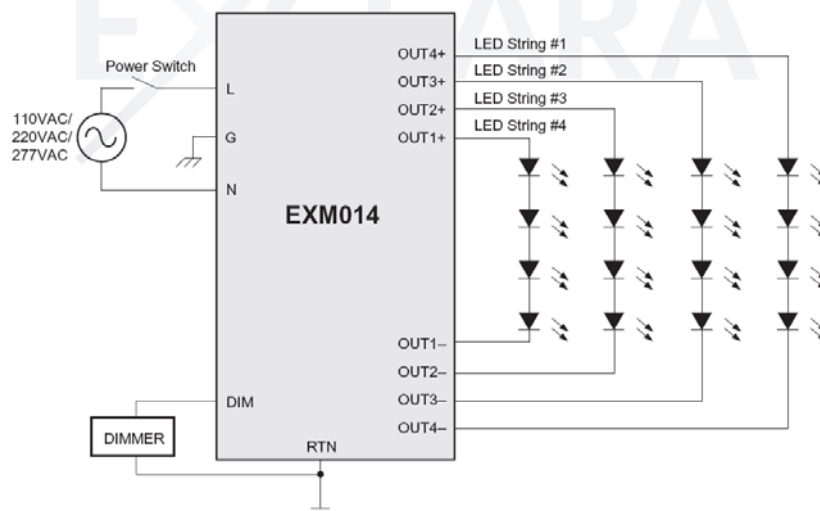 EXCLARA
Power Switch
110VAC/
220VAC/
277VAC
L
G
N
EXM014
DIM
DIMMER
RTN
OUT4+
OUT3+
OUT2+
OUT1+
LED String #1
LED String #2
LED String #3
LED String #4
OUT1–
OUT2–
OUT3–
OUT4–